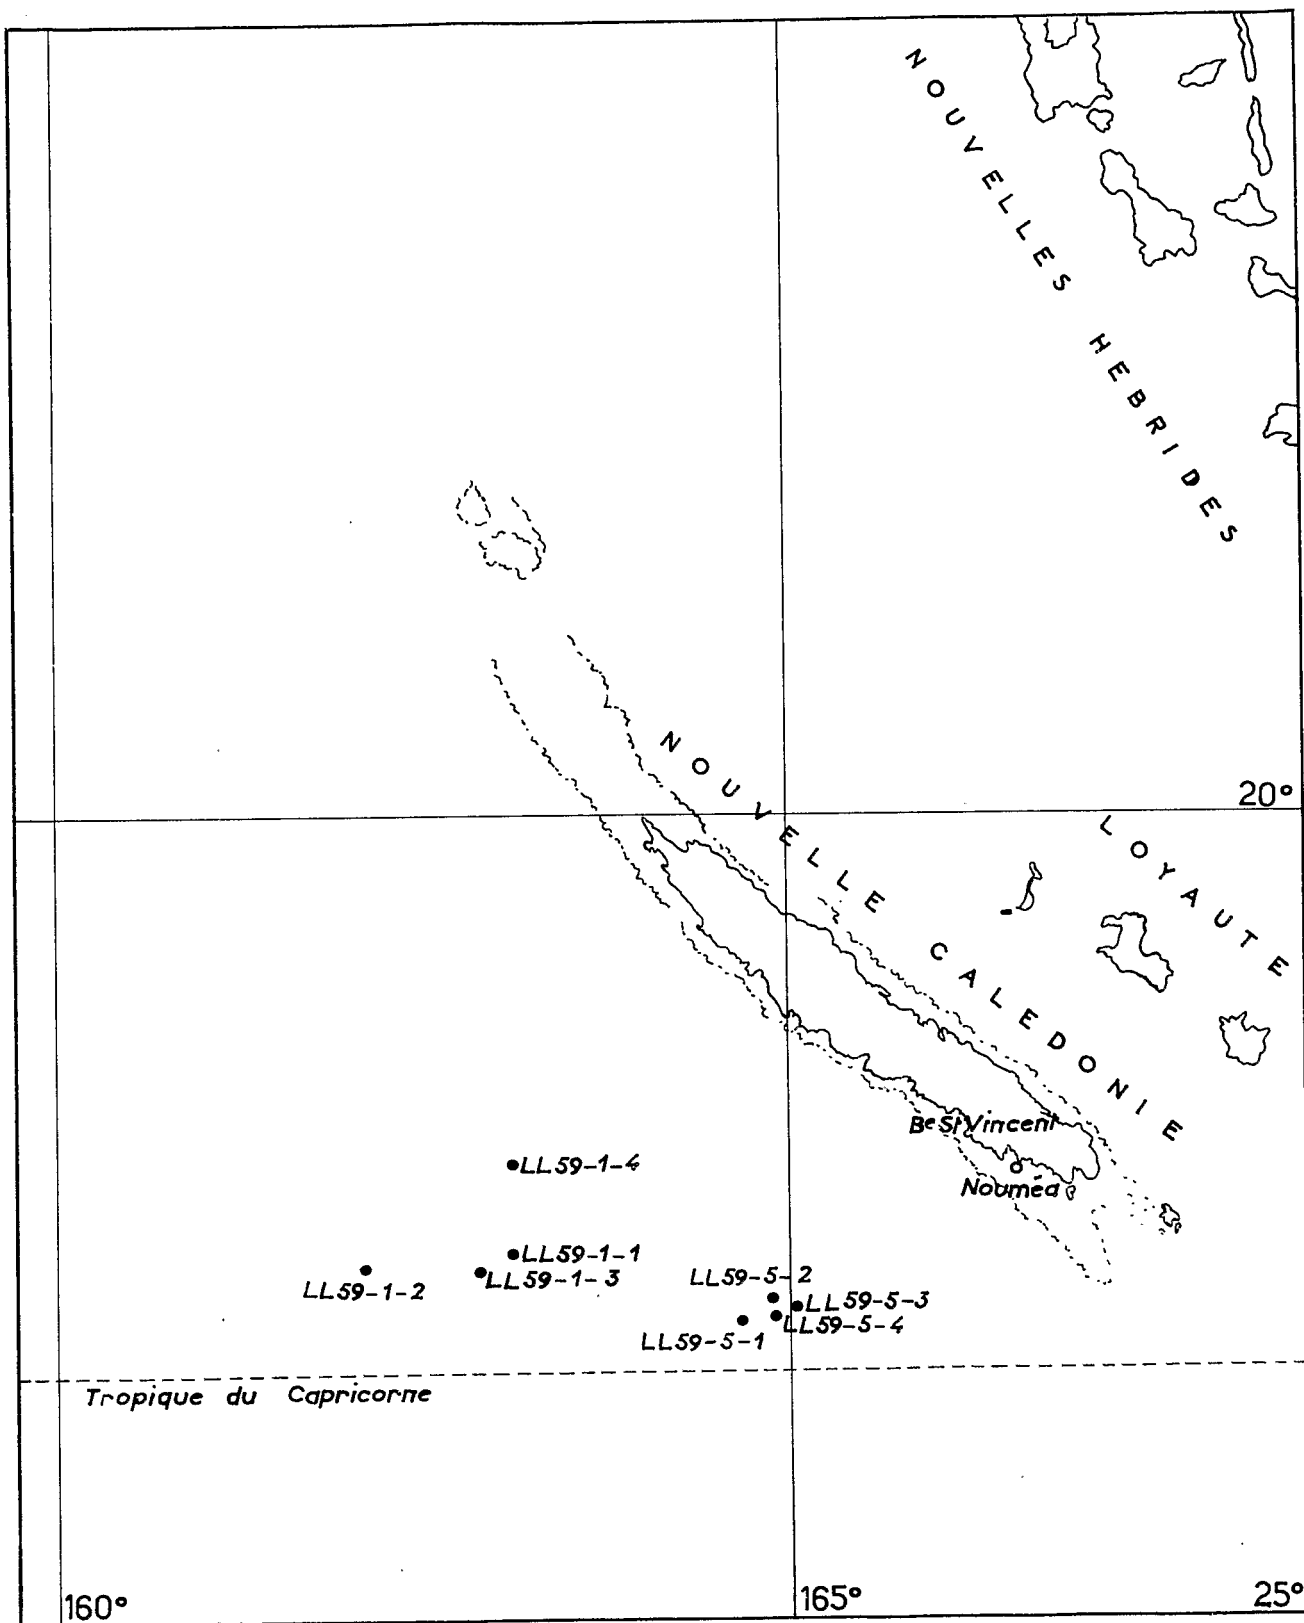 NOUVELLES HEBRIDES
NOUVELLE CALEDONIE
20°
LOYAUTE
Be St Vincent
Nouméa
LL59-1-4
LL59-1-1
LL59-1-3
LL59-1-2
LL59-5-2
LL59-5-3
LL59-5-4
LL59-5-1
Tropique du Capricorne
160°
165°
25°